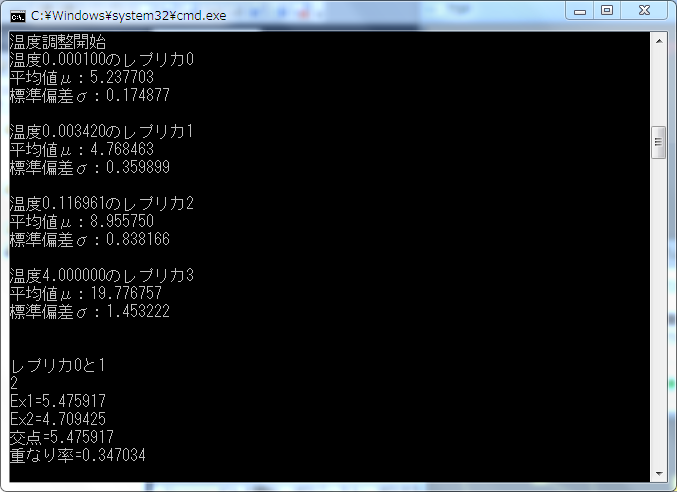 C:¥Windows¥system32¥cmd.exe
温度調整開始
温度0.000100のレプリカ0
平均値μ：5.237703
標準偏差σ：0.174877
温度0.003420のレプリカ1
平均値μ：4.768463
標準偏差σ：0.359899
温度0.116961のレプリカ2
平均値μ：8.955750
標準偏差σ：0.838166
温度4.000000のレプリカ3
平均値μ：19.776757
標準偏差σ：1.453222
レプリカ0と1
2
Ex1=5.475917
Ex2=4.709425
交点=5.475917
重なり率=0.347034